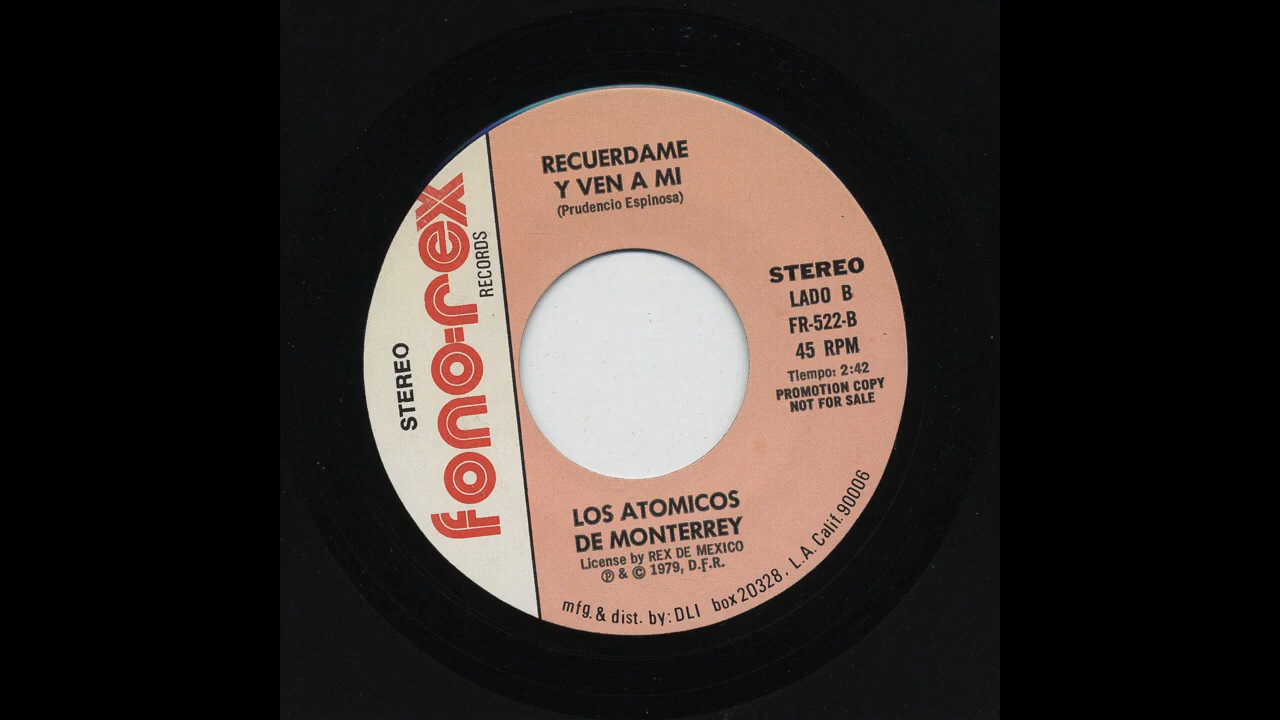 RECUERDAME
Y VEN A MI
(Prudencio Espinosa)
STEREO
fono-rex
RECORDS
STEREO
LADO B
FR-522-B
45 RPM
Tiempo: 2:42
PROMOTION COPY
NOT FOR SALE
LOS ATOMICOS
DE MONTERREY
License by REX DE MEXICO
℗ & © 1979, D.F.R.
mfg. & dist. by: DLI box 20328, L.A. Calif. 90006